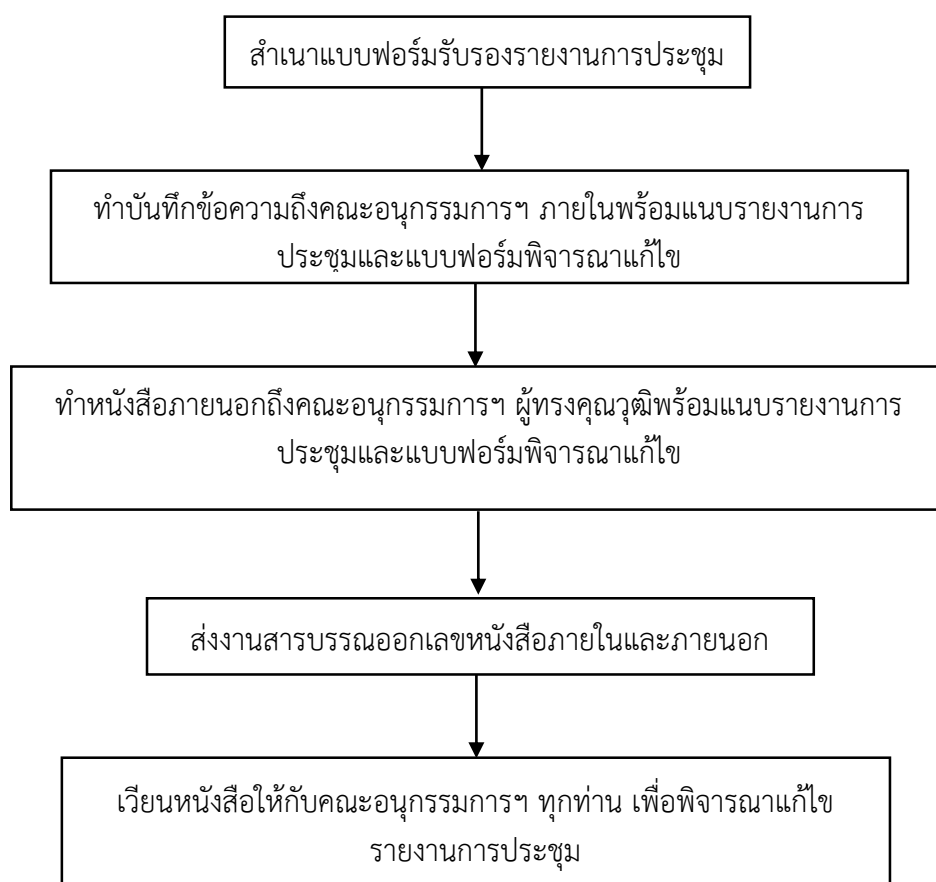 สำเนาแบบฟอร์มรับรองรายงานการประชุม
ทำบันทึกข้อความถึงคณะอนุกรรมการฯ ภายในพร้อมแนบรายงานการ
ประชุมและแบบฟอร์มพิจารณาแก้ไข
ทำหนังสือภายนอกถึงคณะอนุกรรมการฯ ผู้ทรงคุณวุฒิพร้อมแนบรายงานการ
ประชุมและแบบฟอร์มพิจารณาแก้ไข
ส่งงานสารบรรณออกเลขหนังสือภายในและภายนอก
เวียนหนังสือให้กับคณะอนุกรรมการฯ ทุกท่าน เพื่อพิจารณาแก้ไข
รายงานการประชุม